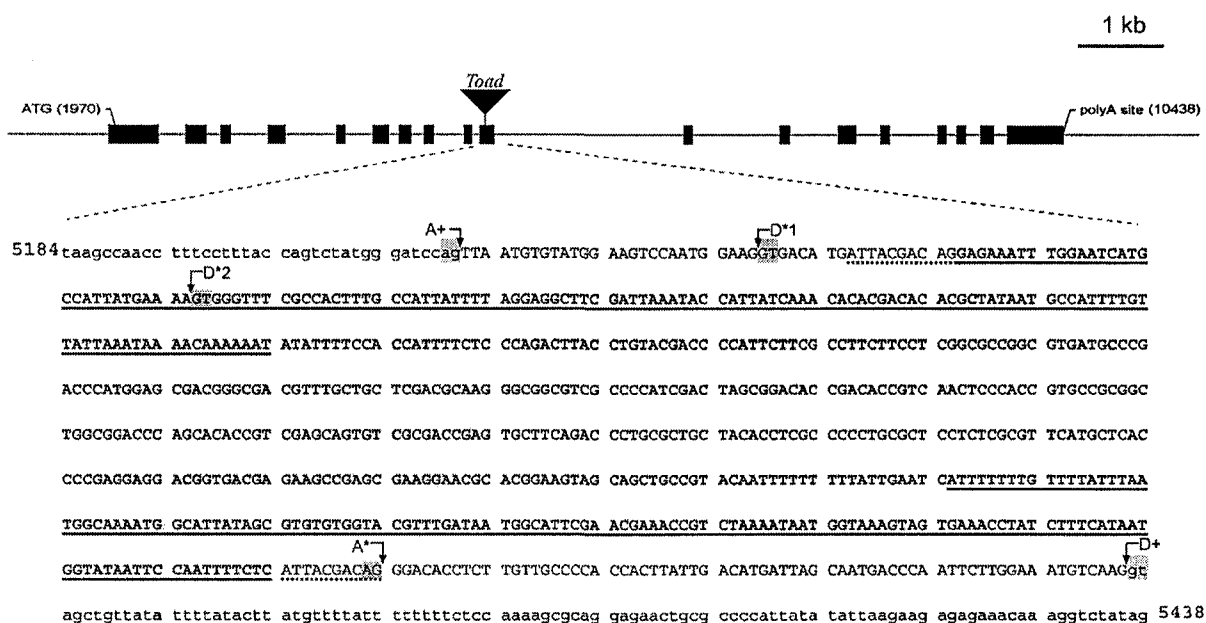 1 kb
Toad
ATG (1970)
polyA site (10438)
A+
D*1
5184 taagccaacc tttcctttac cagtctatgg gatccagTTA ATGTGTATGG AAGTCCAATG GAAGGTGACATG ATTACGACAG GAGAAATT TGGAATCATG
D*2
CCATTATGAA AAGTGGGTTT CGCCACTTTG CCATTATTTT AGGAGGCTTC GATTAAATAC CATTATCAAA CACACGACAC ACGCTATAAT GCCATTTTGT
TATTAAATAA AACAAAAAAT ATATTTTCCA CCATTTTCTC CCAGACTTAC CTGTACGACC CCATTCTTCG CCTTCTTCCT CGGCGCCGGC GTGATGCCCG
ACCCATGGAG CGACGGGCGA CGTTTGCTGC TCGACGCAAG GGCGGCGTCG CCCCATCGAC TAGCGGACAC CGACACCGTC AACTCCCACC GTGCCGCGGC
TGGCGGACCC AGCACACCGT CGAGCAGTGT CGCGACCGAG TGCTTCAGAC CCTGCGCTGC TACACCTCGC CCCCTGCGCT CCTCTCGCGT TCATGCTCAC
CCCGAGGAGG ACGGTGACGA GAAGCCGAGC GAAGGAACGC ACGGAAGTAG CAGCTGCCGT ACAATTTTTT TTTATTGAAT CATTTTTTTG TTTTATTTAA
TGGCAAAATG GCATTATAGC GTGTGTGGTA CGTTTGATAA TGGCATTCGA ACGAAACCGT CTAAAATAAT GGTAAAGTAG TGAAACCTAT CTTTCATAAT
A*
D+
GGTATAATTC CAATTTTCTC ATTACGACAG GGACACCTCT TGTTGCCCCA CCACTTATTG ACATGATTAG CAATGACCCA ATTCTTGGAA ATGTCAAGgt
agctgttata ttttatactt atgttttatt ttttttctcc aaaagcgcag gagaactgcg ccccattata tattaagaag agagaaacaa aggtctatag 5438